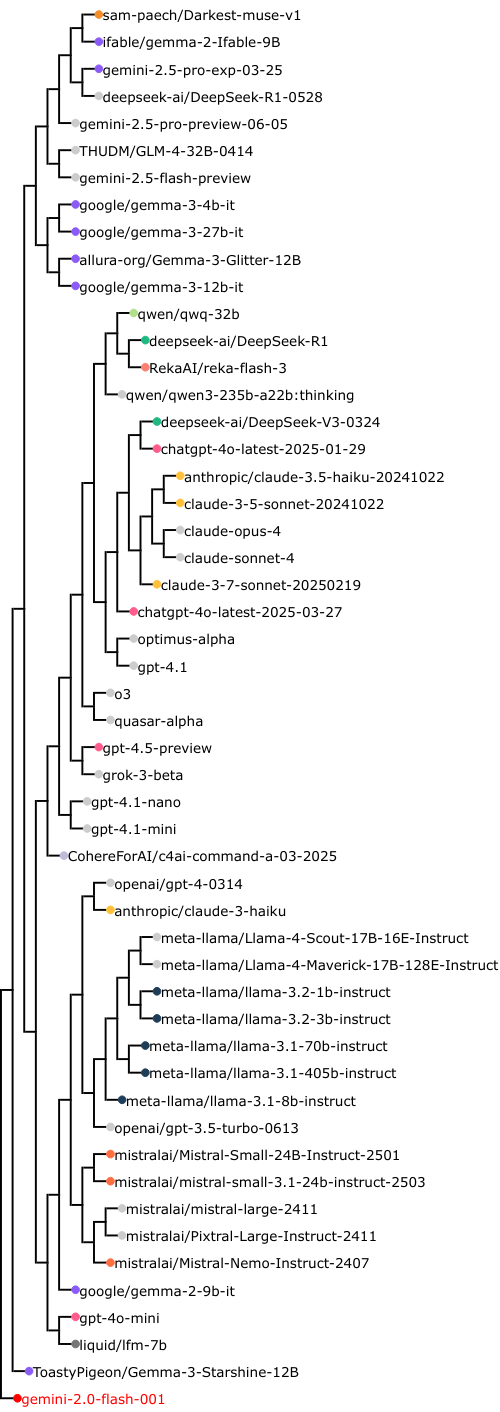 sam-paech/Darkest-muse-v1
ifable/gemma-2-Ifable-9B
gemini-2.5-pro-exp-03-25
deepseek-ai/DeepSeek-R1-0528
gemini-2.5-pro-preview-06-05
THUDM/GLM-4-32B-0414
gemini-2.5-flash-preview
google/gemma-3-4b-it
google/gemma-3-27b-it
allura-org/Gemma-3-Glitter-12B
google/gemma-3-12b-it
qwen/qwq-32b
deepseek-ai/DeepSeek-R1
RekaAI/reka-flash-3
qwen/qwen3-235b-a22b:thinking
deepseek-ai/DeepSeek-V3-0324
chatgpt-4o-latest-2025-01-29
anthropic/claude-3.5-haiku-20241022
claude-3-5-sonnet-20241022
claude-opus-4
claude-sonnet-4
claude-3-7-sonnet-20250219
chatgpt-4o-latest-2025-03-27
optimus-alpha
gpt-4.1
o3
quasar-alpha
gpt-4.5-preview
grok-3-beta
gpt-4.1-nano
gpt-4.1-mini
CohereForAI/c4ai-command-a-03-2025
openai/gpt-4-0314
anthropic/claude-3-haiku
meta-llama/Llama-4-Scout-17B-16E-Instruct
meta-llama/Llama-4-Maverick-17B-128E-Instruct
meta-llama/llama-3.2-1b-instruct
meta-llama/llama-3.2-3b-instruct
meta-llama/llama-3.1-70b-instruct
meta-llama/llama-3.1-405b-instruct
meta-llama/llama-3.1-8b-instruct
openai/gpt-3.5-turbo-0613
mistralai/Mistral-Small-24B-Instruct-2501
mistralai/mistral-small-3.1-24b-instruct-2503
mistralai/mistral-large-2411
mistralai/Pixtral-Large-Instruct-2411
mistralai/Mistral-Nemo-Instruct-2407
google/gemma-2-9b-it
gpt-4o-mini
liquid/lfm-7b
ToastyPigeon/Gemma-3-Starshine-12B
gemini-2.0-flash-001